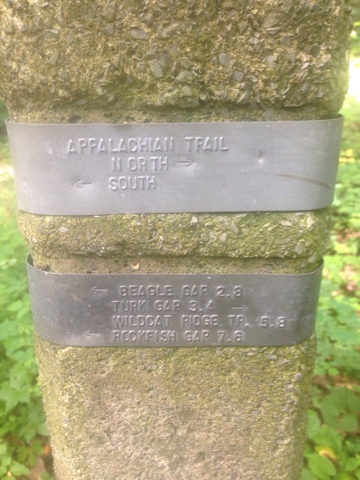 APPALACHIAN TRAIL
NORTH →
← SOUTH
← BEAGLE GAP 2.8
TURK GAP 3.4 →
WILDCAT RIDGE TR. 5.8
← ROCKFISH GAP 7.8